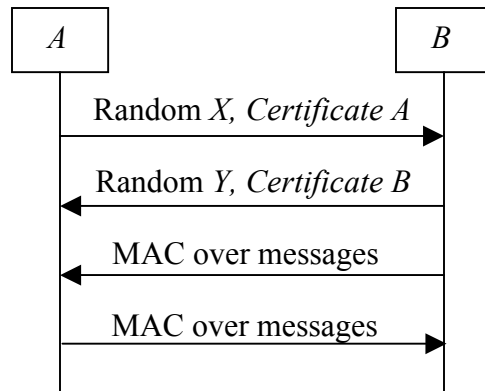 A B
Random X, Certificate A
Random Y, Certificate B
MAC over messages
MAC over messages